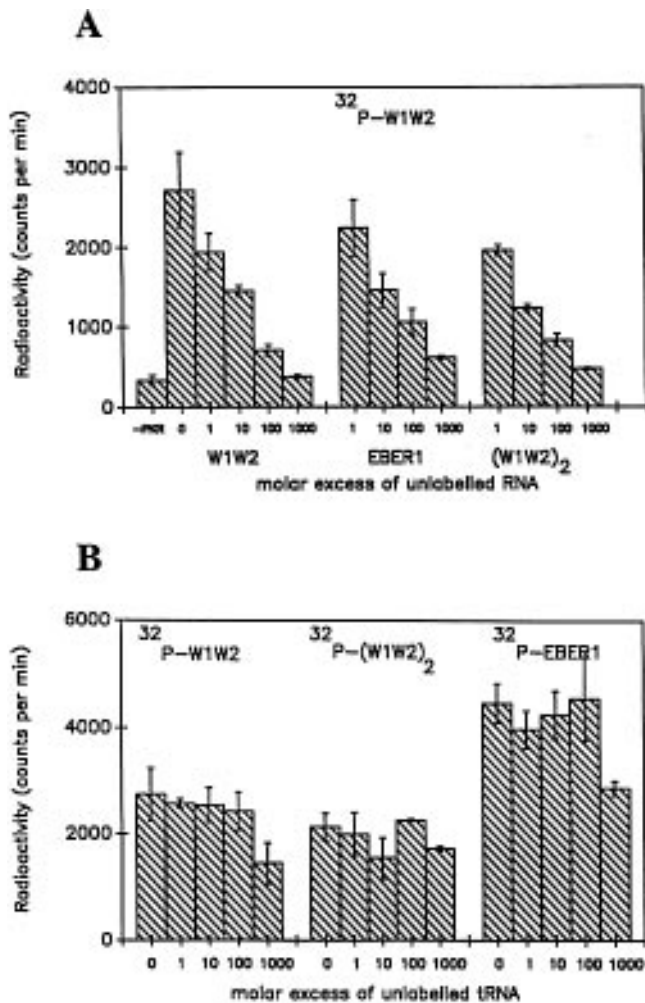 A
4000
3000
2000
1000
0
Radioactivity (counts per min)
32
P-W1W2
-PKR 0 1 10 100 1000 1 10 100 1000 1 10 100 1000
W1W2 EBER1 (W1W2)2
molar excess of unlabelled RNA
B
6000
4000
2000
0
Radioactivity (counts per min)
32 32 32
P-W1W2 P-(W1W2)2 P-EBER1
0 1 10 100 1000 0 1 10 100 1000 0 1 10 100 1000
molar excess of unlabelled tRNA